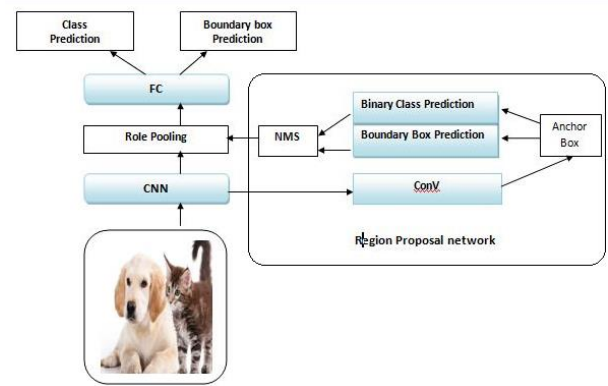 Class
Prediction
Boundary box
Prediction
FC
Binary Class Prediction
Role Pooling
NMS
Boundary Box Prediction
Anchor
Box
CNN
ConV
Region Proposal network